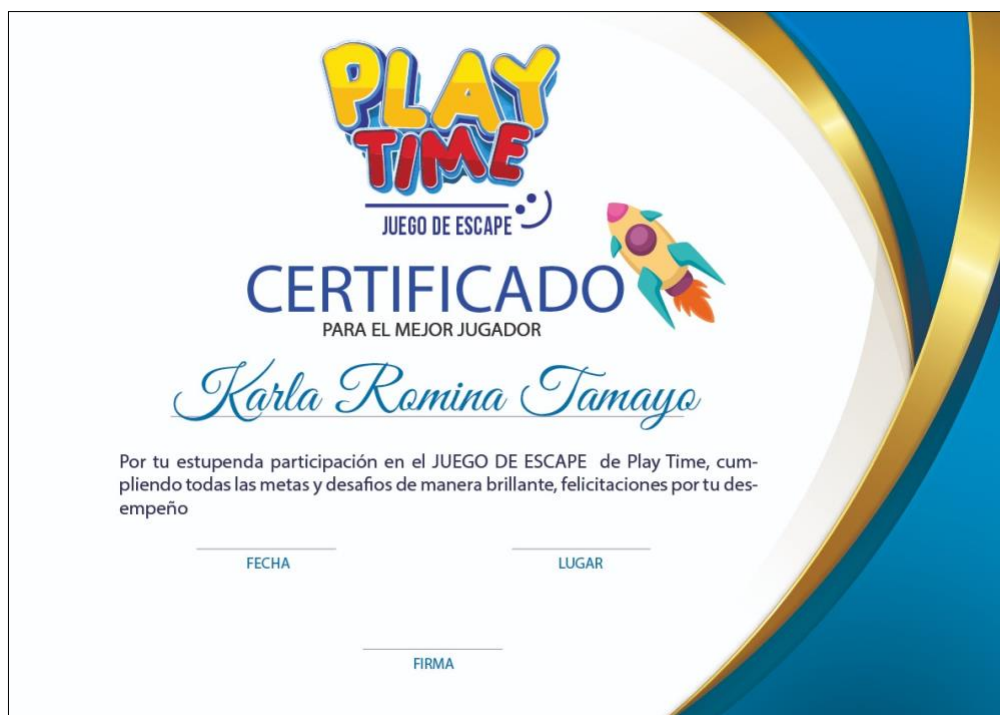 PLAY
TIME
JUEGO DE ESCAPE
CERTIFICADO
PARA EL MEJOR JUGADOR
Karla Romina Tamayo
Por tu estupenda participación en el JUEGO DE ESCAPE de Play Time, cum-
pliendo todas las metas y desafios de manera brillante, felicitaciones por tu des-
empeño
FECHA
LUGAR
FIRMA